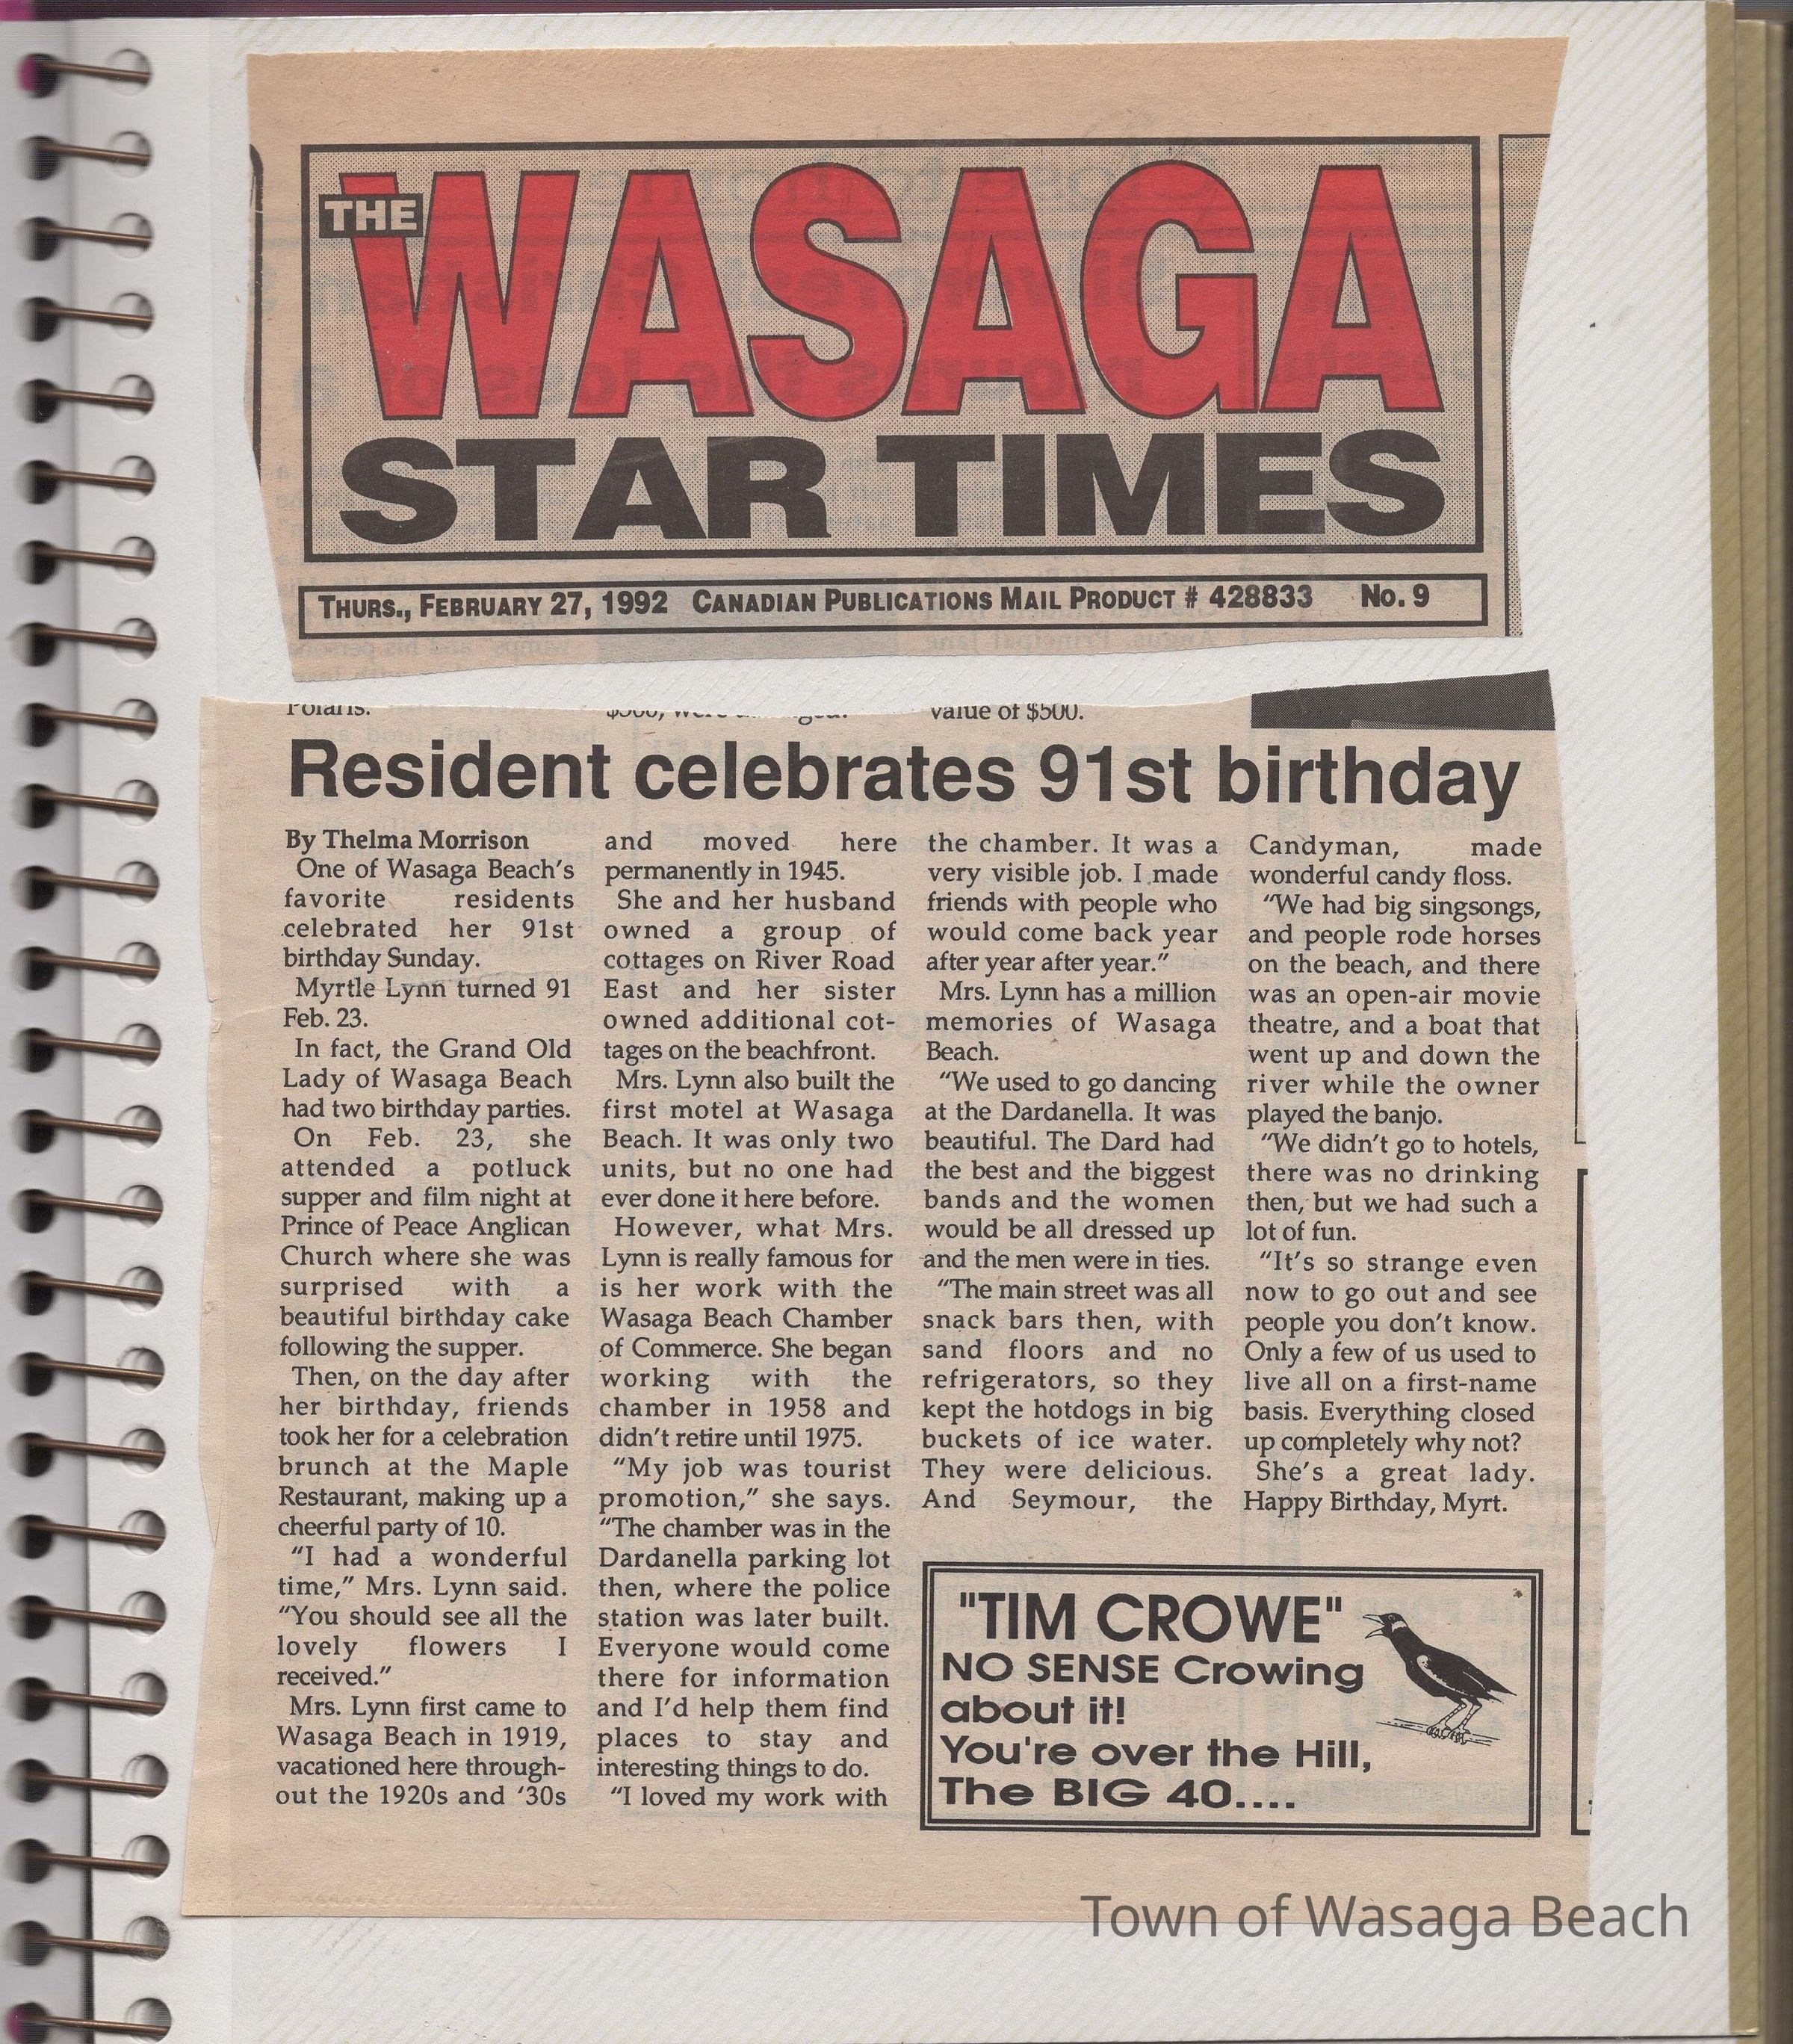 THE
WASAGA
STAR TIMES
THURS., FEBRUARY 27, 1992 CANADIAN PUBLICATIONS MAIL PRODUCT # 428833 No. 9
Polaris.
value of $500.
Resident celebrates 91st birthday
By Thelma Morrison
One of Wasaga Beach's
favorite residents
celebrated her 91st
birthday Sunday.
Myrtle Lynn turned 91
Feb. 23.
In fact, the Grand Old
Lady of Wasaga Beach
had two birthday parties.
On Feb. 23, she
attended a potluck
supper and film night at
Prince of Peace Anglican
Church where she was
surprised with a
beautiful birthday cake
following the supper.
Then, on the day after
her birthday, friends
took her for a celebration
brunch at the Maple
Restaurant, making up a
cheerful party of 10.
“I had a wonderful
time,” Mrs. Lynn said.
“You should see all the
lovely flowers I
received.”
Mrs. Lynn first came to
Wasaga Beach in 1919,
vacationed here through-
out the 1920s and ‘30s
and moved here
permanently in 1945.
She and her husband
owned a group of
cottages on River Road
East and her sister
owned additional cot-
tages on the beachfront.
Mrs. Lynn also built the
first motel at Wasaga
Beach. It was only two
units, but no one had
ever done it here before.
However, what Mrs.
Lynn is really famous for
is her work with the
Wasaga Beach Chamber
of Commerce. She began
working with the
chamber in 1958 and
didn't retire until 1975.
“My job was tourist
promotion,” she says.
“The chamber was in the
Dardanella parking lot
then, where the police
station was later built.
Everyone would come
there for information
and I'd help them find
places to stay and
interesting things to do.
“I loved my work with
the chamber. It was a
very visible job. I made
friends with people who
would come back year
after year after year.”
Mrs. Lynn has a million
memories of Wasaga
Beach.
“We used to go dancing
at the Dardanella. It was
beautiful. The Dard had
the best and the biggest
bands and the women
would be all dressed up
and the men were in ties.
“The main street was all
snack bars then, with
sand floors and no
refrigerators, so they
kept the hotdogs in big
buckets of ice water.
They were delicious.
And Seymour, the
Candyman, made
wonderful candy floss.
“We had big singsongs,
and people rode horses
on the beach, and there
was an open-air movie
theatre, and a boat that
went up and down the
river while the owner
played the banjo.
“We didn't go to hotels,
there was no drinking
then, but we had such a
lot of fun.
“It's so strange even
now to go out and see
people you don't know.
Only a few of us used to
live all on a first-name
basis. Everything closed
up completely why not?
She's a great lady.
Happy Birthday, Myrt.
"TIM CROWE"
NO SENSE Crowing
about it!
You're over the Hill,
The BIG 40....
Town of Wasaga Beach